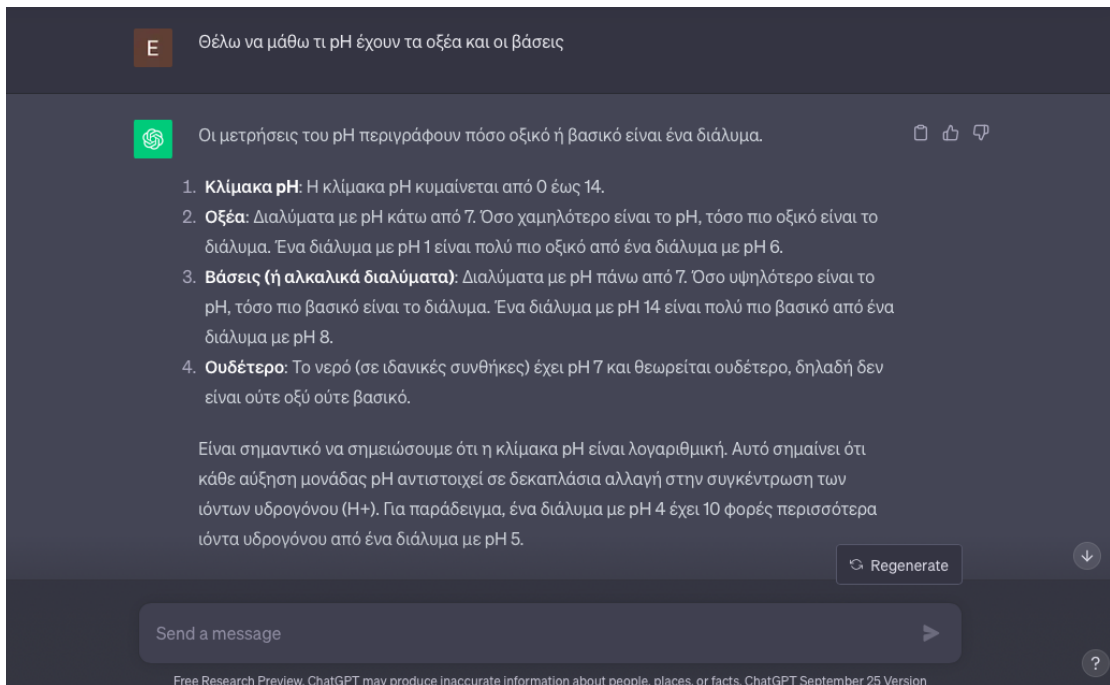 E
Θέλω να μάθω τι pH έχουν τα οξέα και οι βάσεις
Οι μετρήσεις του pH περιγράφουν πόσο οξικό ή βασικό είναι ένα διάλυμα.
1. Κλίμακα pH: Η κλίμακα pH κυμαίνεται από 0 έως 14.
2. Οξέα: Διαλύματα με pH κάτω από 7. Όσο χαμηλότερο είναι το pH, τόσο πιο οξικό είναι το
διάλυμα. Ένα διάλυμα με pH 1 είναι πολύ πιο οξικό από ένα διάλυμα με pH 6.
3. Βάσεις (ή αλκαλικά διαλύματα): Διαλύματα με pH πάνω από 7. Όσο υψηλότερο είναι το
pH, τόσο πιο βασικό είναι το διάλυμα. Ένα διάλυμα με pH 14 είναι πολύ πιο βασικό από ένα
διάλυμα με pH 8.
4. Ουδέτερο: Το νερό (σε ιδανικές συνθήκες) έχει pH 7 και θεωρείται ουδέτερο, δηλαδή δεν
είναι ούτε οξύ ούτε βασικό.
Είναι σημαντικό να σημειώσουμε ότι η κλίμακα pH είναι λογαριθμική. Αυτό σημαίνει ότι
κάθε αύξηση μονάδας pH αντιστοιχεί σε δεκαπλάσια αλλαγή στην συγκέντρωση των
ιόντων υδρογόνου (H+). Για παράδειγμα, ένα διάλυμα με pH 4 έχει 10 φορές περισσότερα
ιόντα υδρογόνου από ένα διάλυμα με pH 5.
Regenerate
Send a message
?
Free Research Preview. ChatGPT may produce inaccurate information about people, places, or facts. ChatGPT September 25 Version